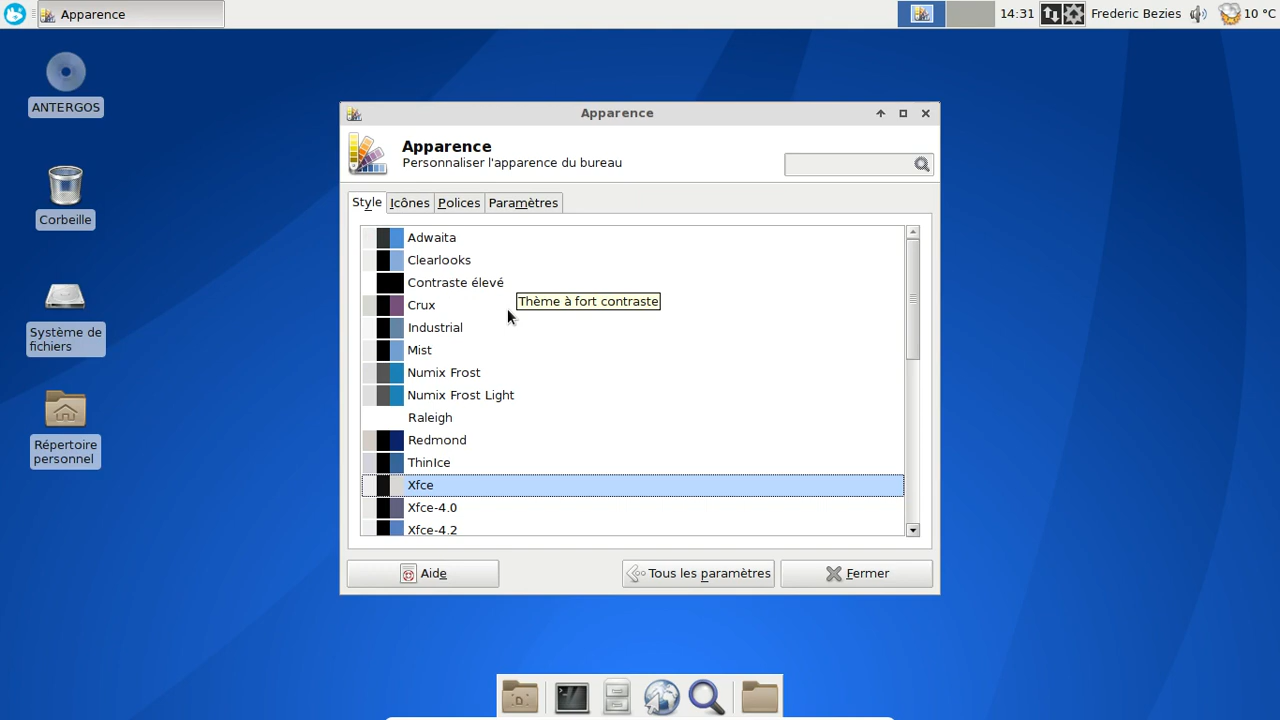 Apparence
14:31
Frederic Bezies
10 °C
ANTERGOS
Corbeille
Système de
fichiers
Répertoire
personnel
Apparence
Apparence
Personnaliser l'apparence du bureau
Style
Icônes
Polices
Paramètres
Adwaita
Clearlooks
Contraste élevé
Thème à fort contraste
Crux
Industrial
Mist
Numix Frost
Numix Frost Light
Raleigh
Redmond
ThinIce
Xfce
Xfce-4.0
Xfce-4.2
Aide
Tous les paramètres
Fermer